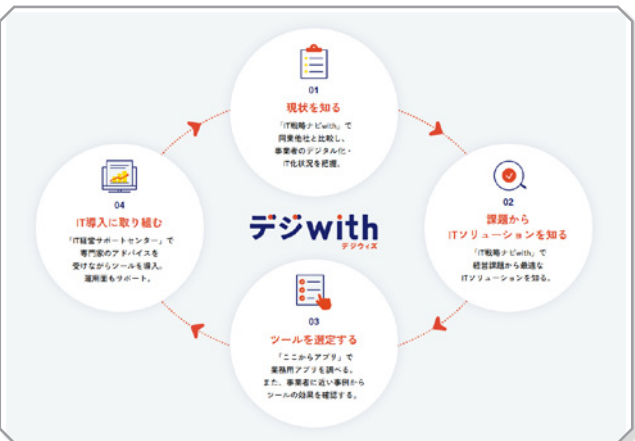 01
現状を知る
「IT戦略ナビwith」で
同業他社と比較し、
事業者のデジタル化・
IT化状況を把握。
04
IT導入に取り組む
「IT経営サポートセンター」で
専門家のアドバイスを
受けながらツールを導入。
運用面もサポート。
デジwith
デジウィズ
02
課題から
ITソリューションを知る
「IT戦略ナビwith」で
経営課題から最適な
ITソリューションを知る。
03
ツールを選定する
「ここからアプリ」で
業務用アプリを調べる。
また、事業者に近い事例から
ツールの効果を確認する。